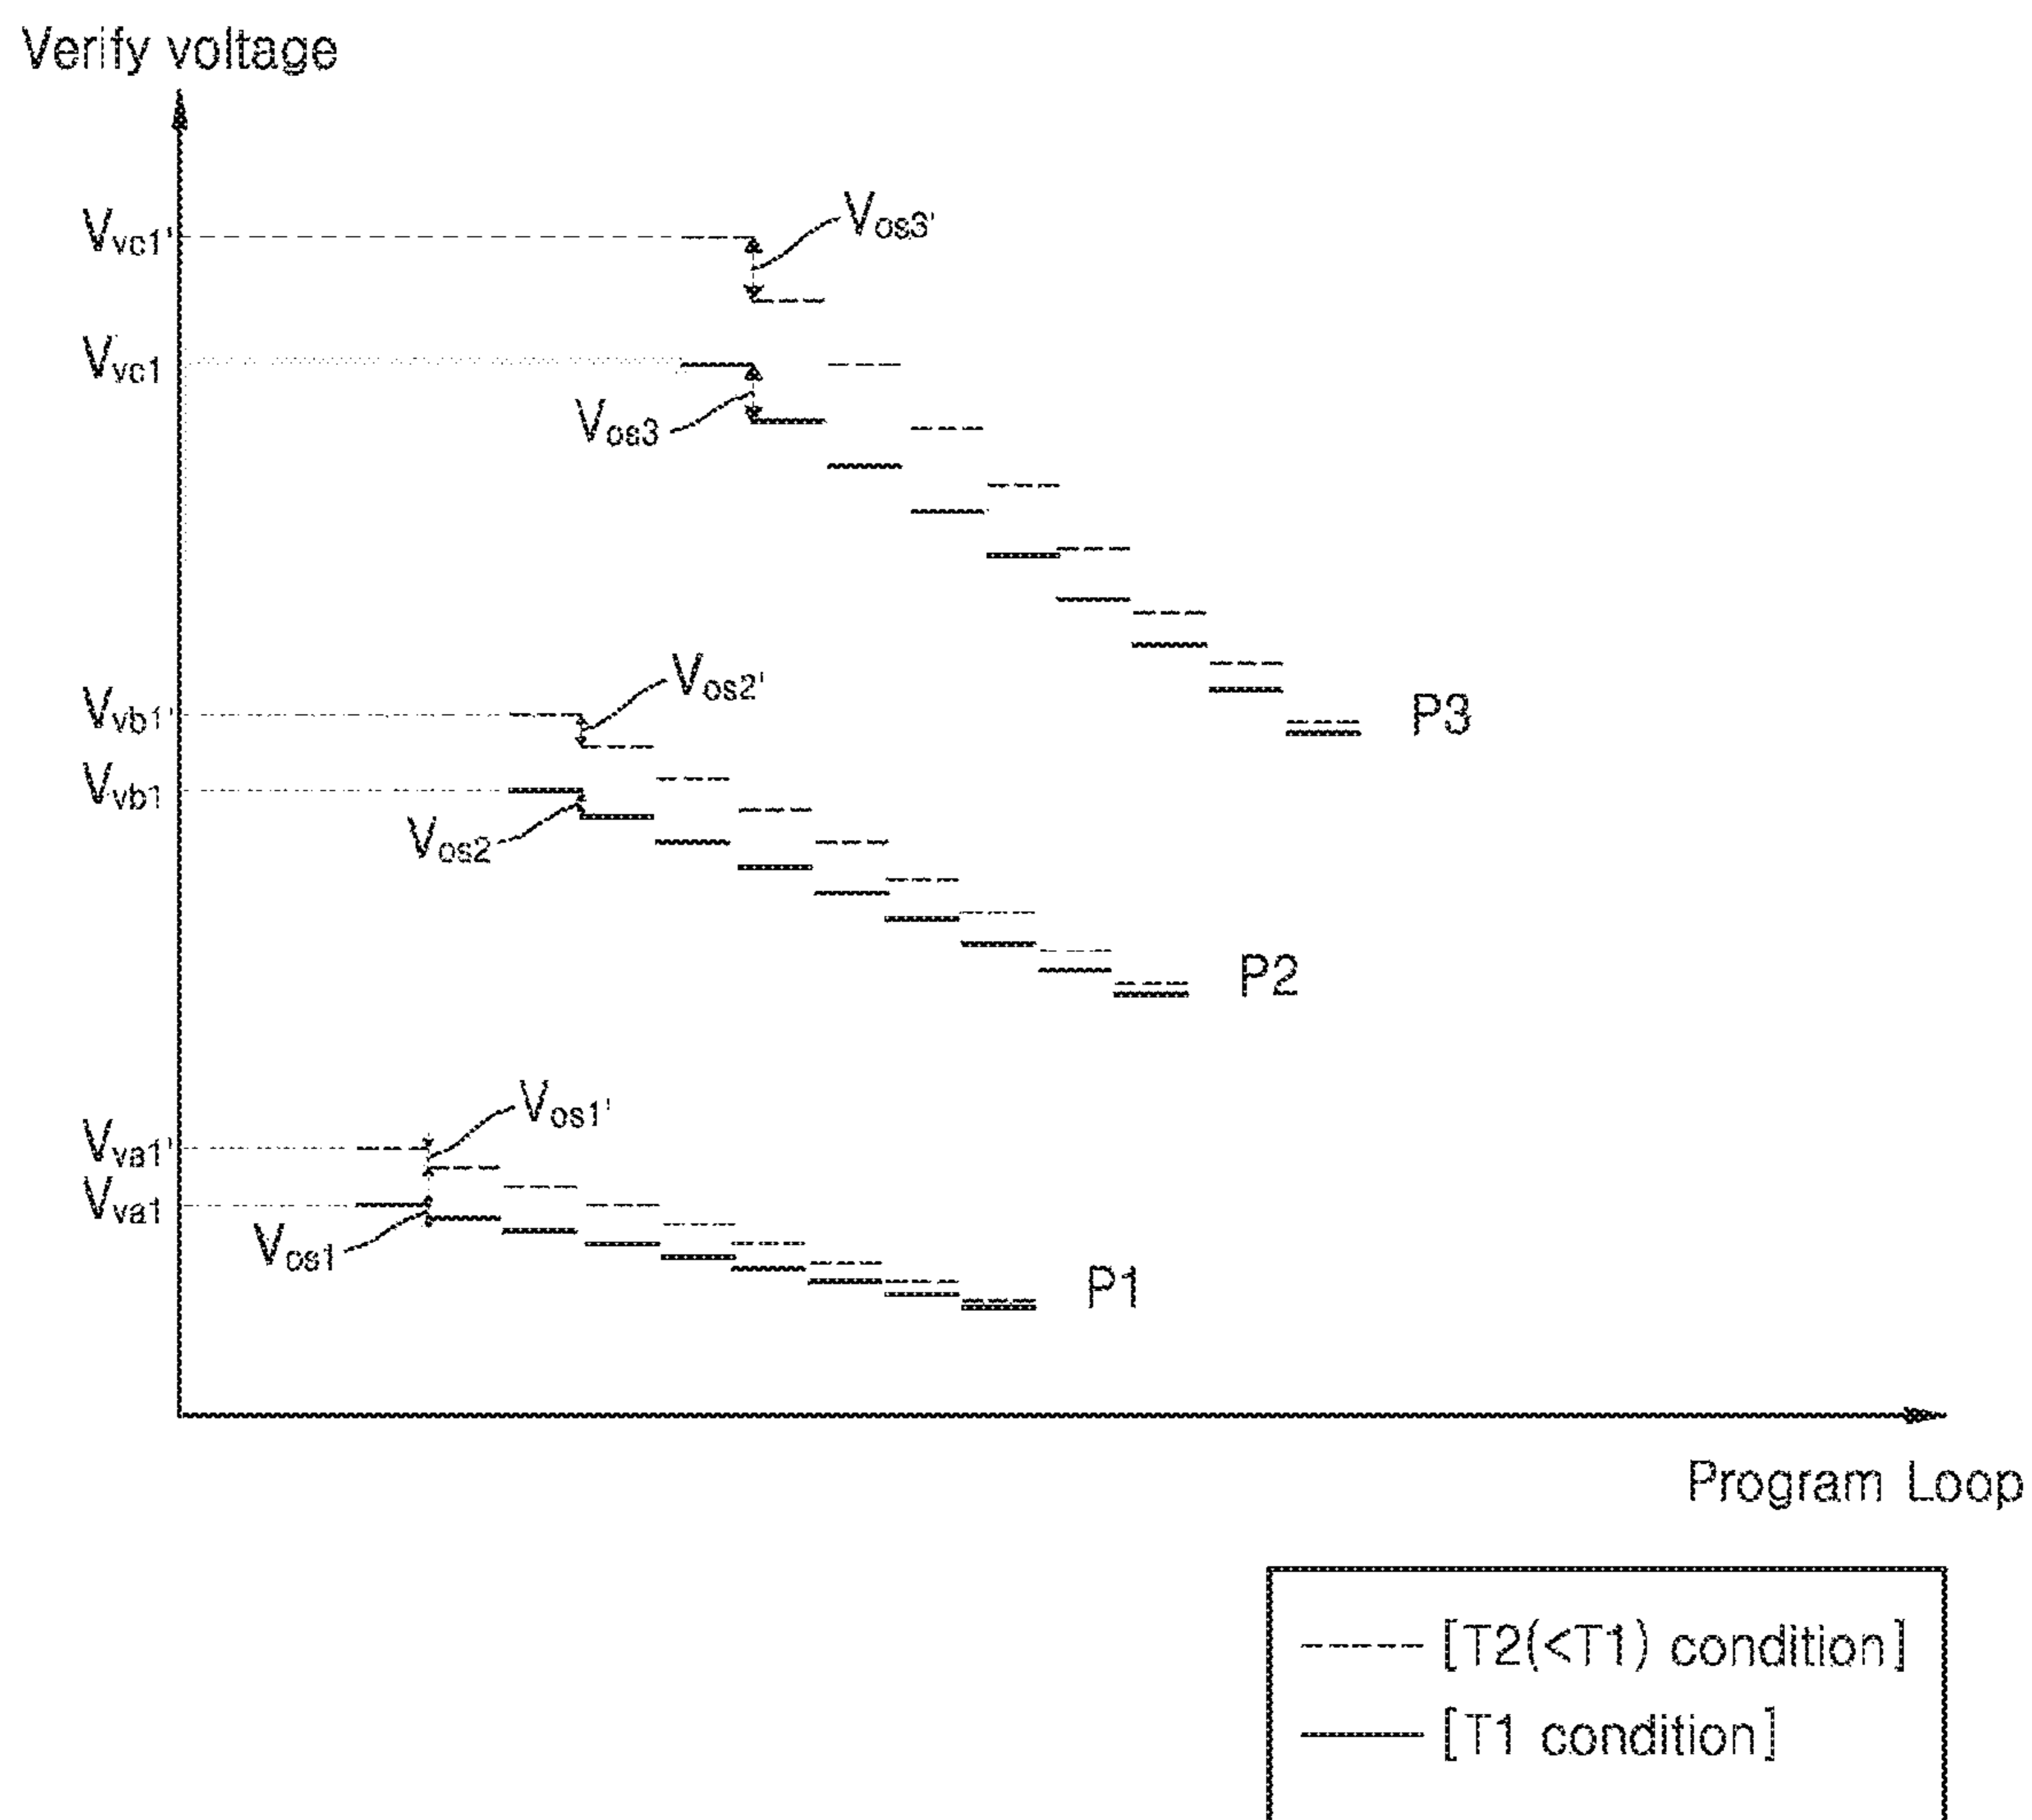 Verify voltage
Vvc1'
Vos3'
Vvc1
Vos3
Vos2'
Vvb1'
P3
Vvb1
Vos2
P2
Vos1'
Vva1'
Vva1
Vos1
P1
Program Loop
[T2(<T1) condition]
[T1 condition]